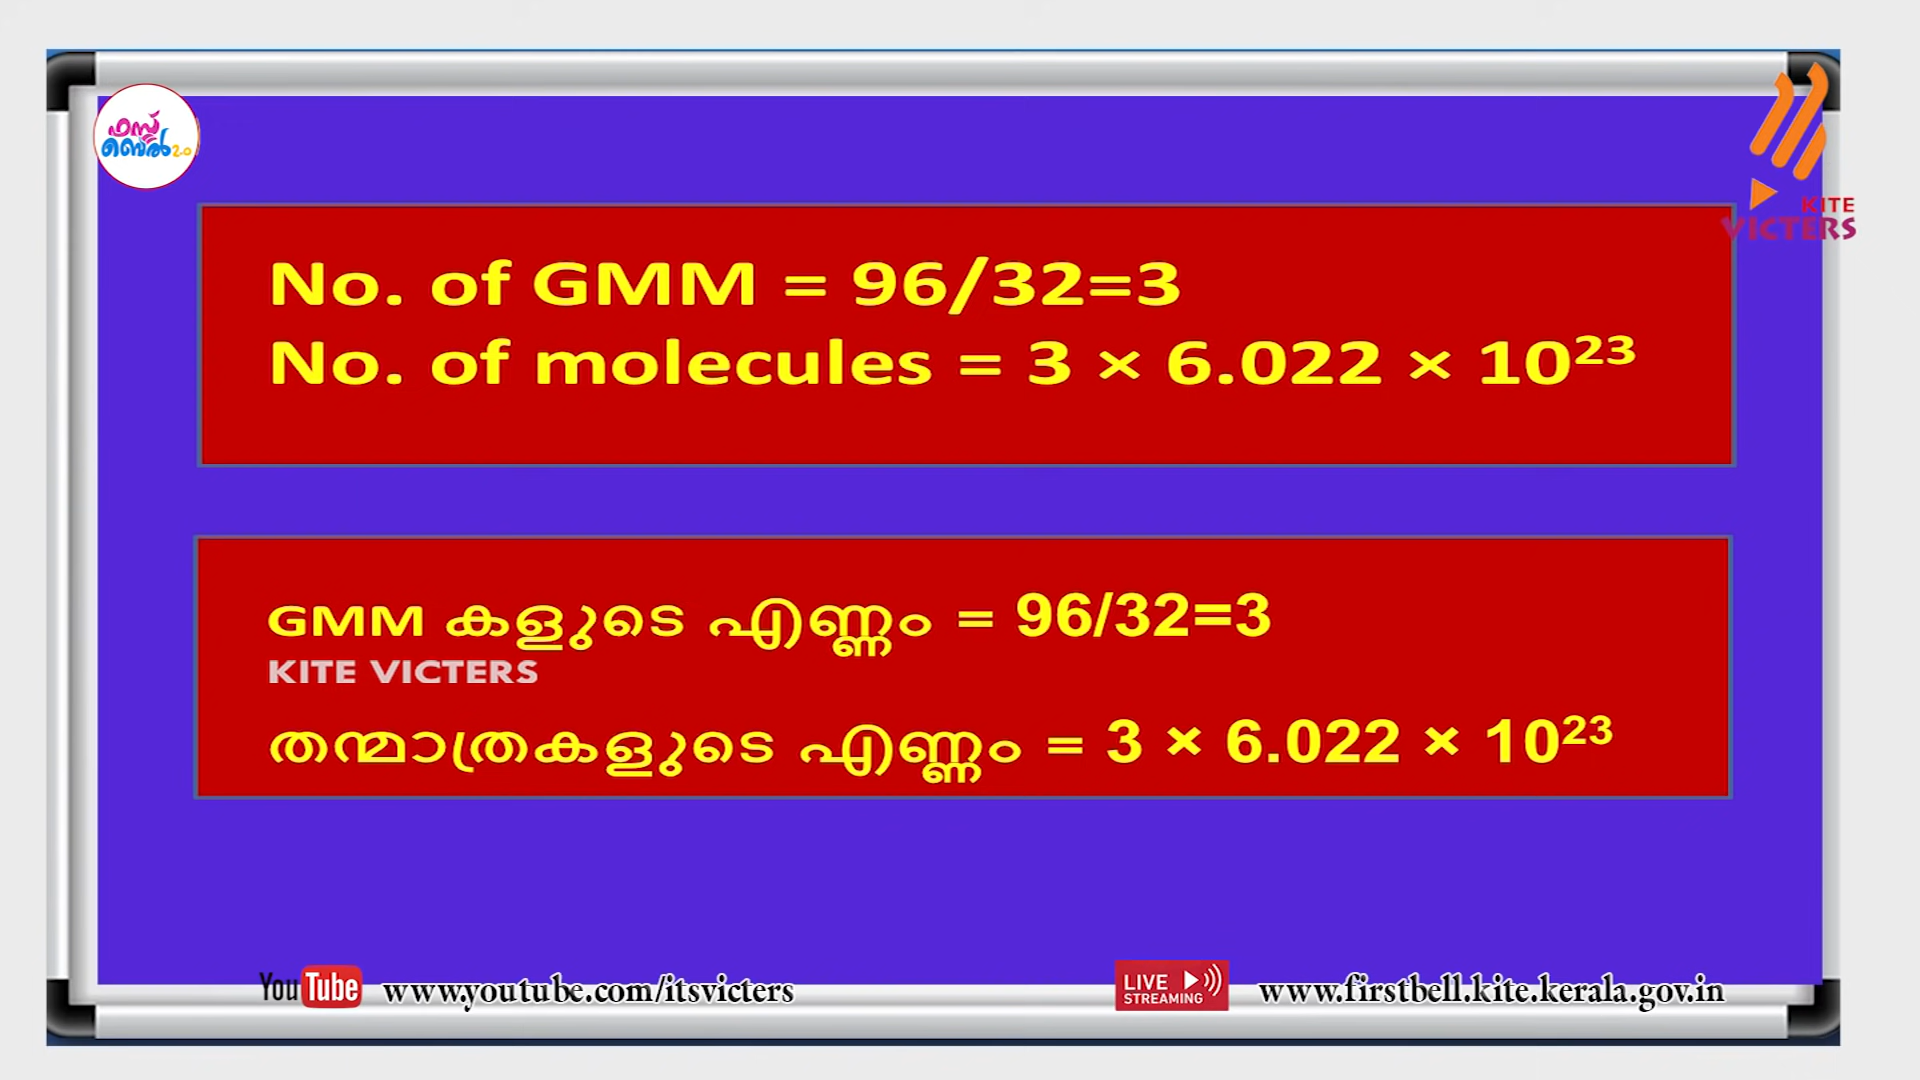 ഫസ്റ്റ്
ബെൽ 2.0
KITE
VICTERS
No. of GMM = 96/32=3
No. of molecules = 3 × 6.022 × 10²³
GMM കളുടെ എണ്ണം = 96/32=3
KITE VICTERS
തന്മാത്രകളുടെ എണ്ണം = 3 × 6.022 × 10²³
YouTube www.youtube.com/itsvicters
LIVE STREAMING www.firstbell.kite.kerala.gov.in